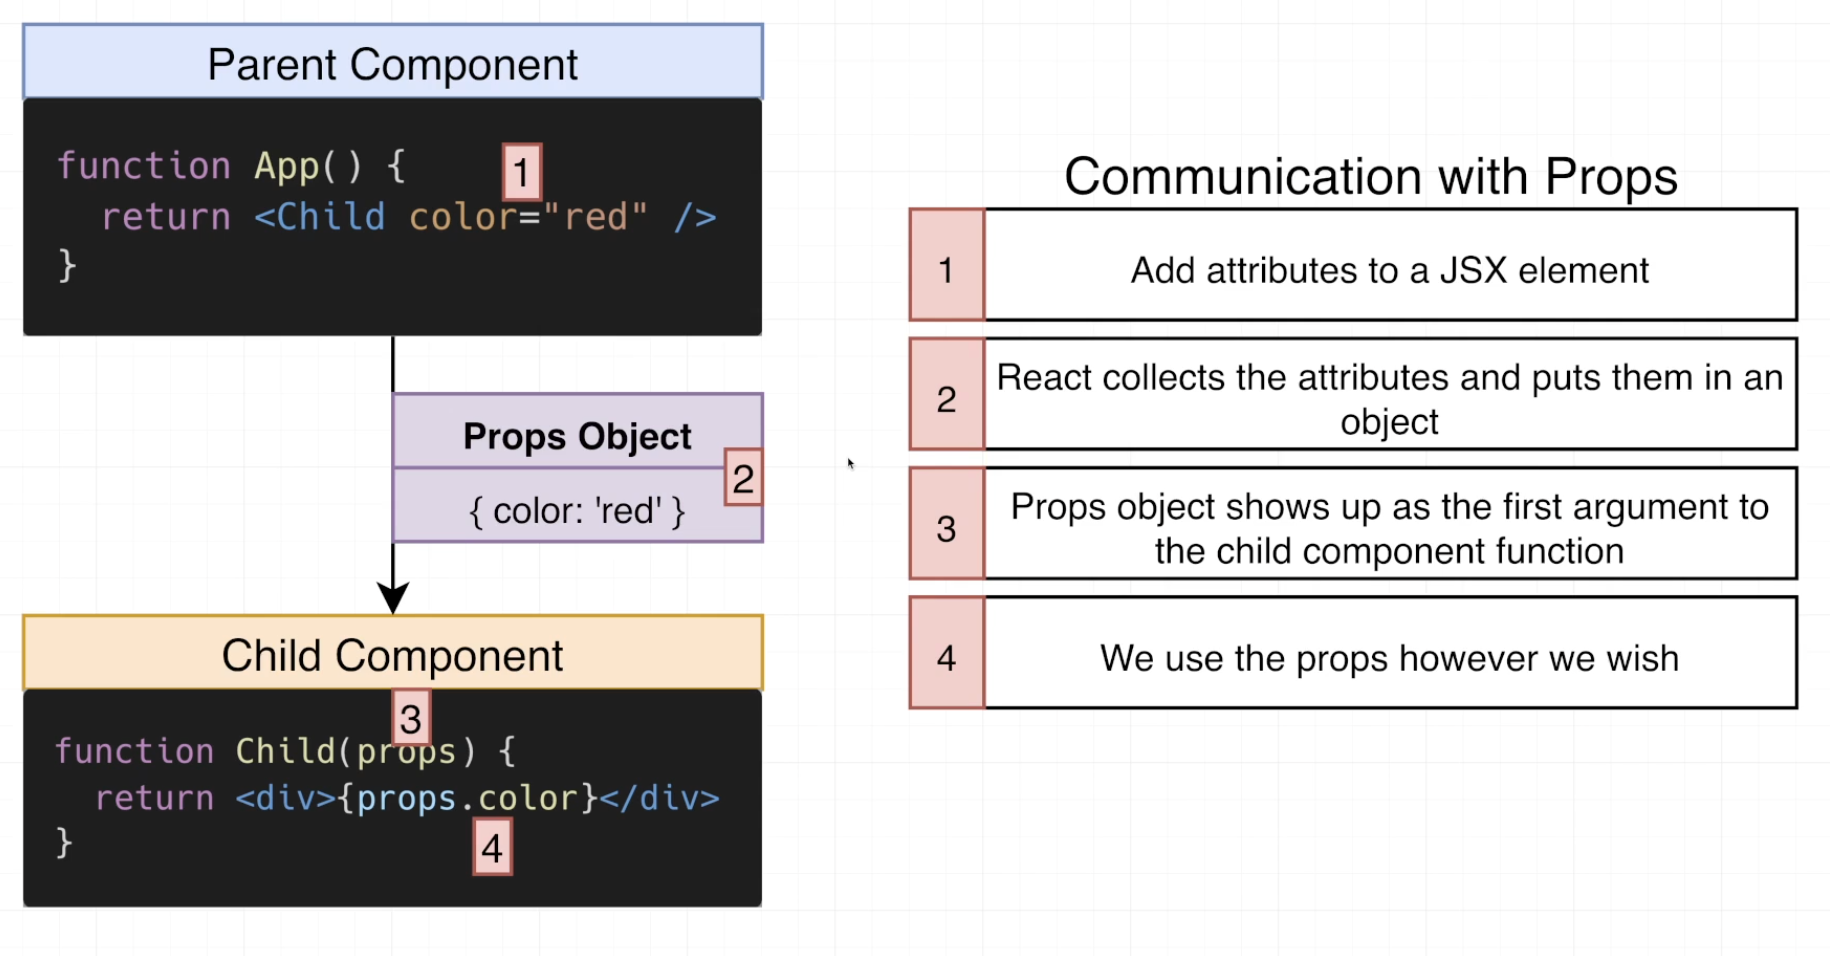 Parent Component
function App() {
1
return <Child color="red" />
}
Props Object
2
{ color: 'red' }
Child Component
3
function Child(props) {
return <div>{props.color}</div>
}
4
Communication with Props
1
Add attributes to a JSX element
2
React collects the attributes and puts them in an
object
3
Props object shows up as the first argument to
the child component function
4
We use the props however we wish